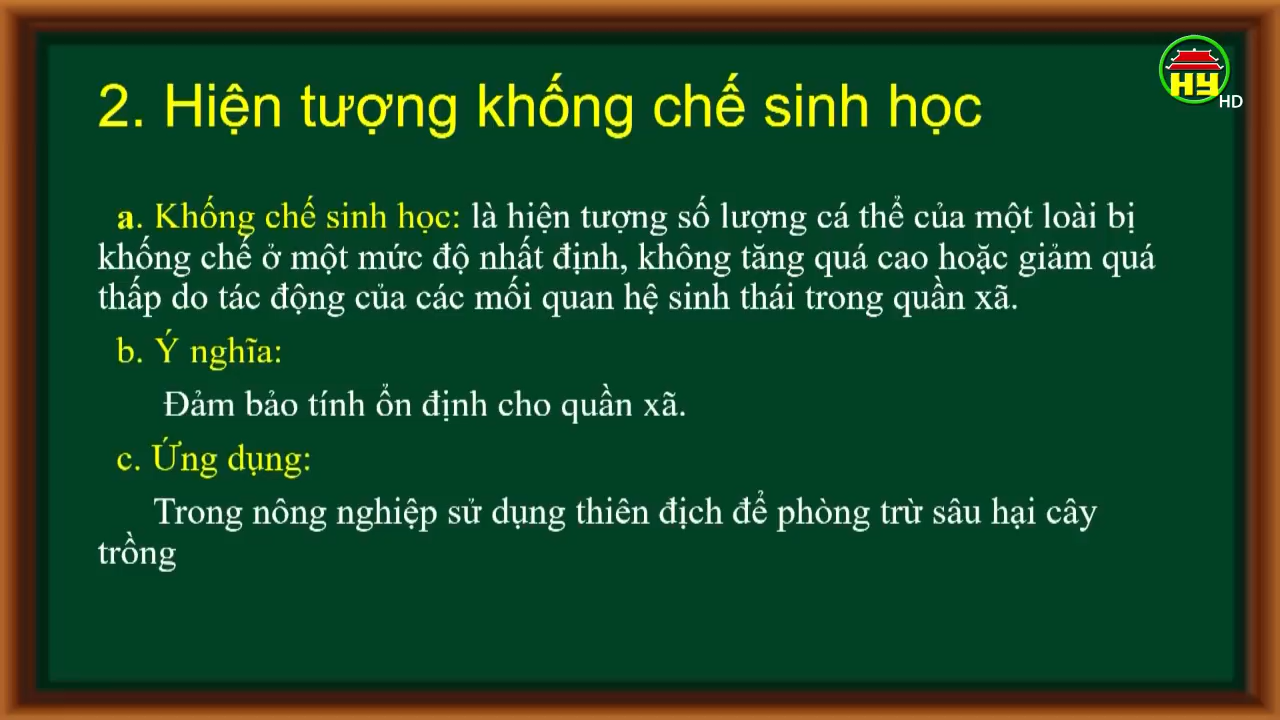 HY
HD
2. Hiện tượng khống chế sinh học
a. Khống chế sinh học: là hiện tượng số lượng cá thể của một loài bị
khống chế ở một mức độ nhất định, không tăng quá cao hoặc giảm quá
thấp do tác động của các mối quan hệ sinh thái trong quần xã.
b. Ý nghĩa:
Đảm bảo tính ổn định cho quần xã.
c. Ứng dụng:
Trong nông nghiệp sử dụng thiên địch để phòng trừ sâu hại cây
trồng